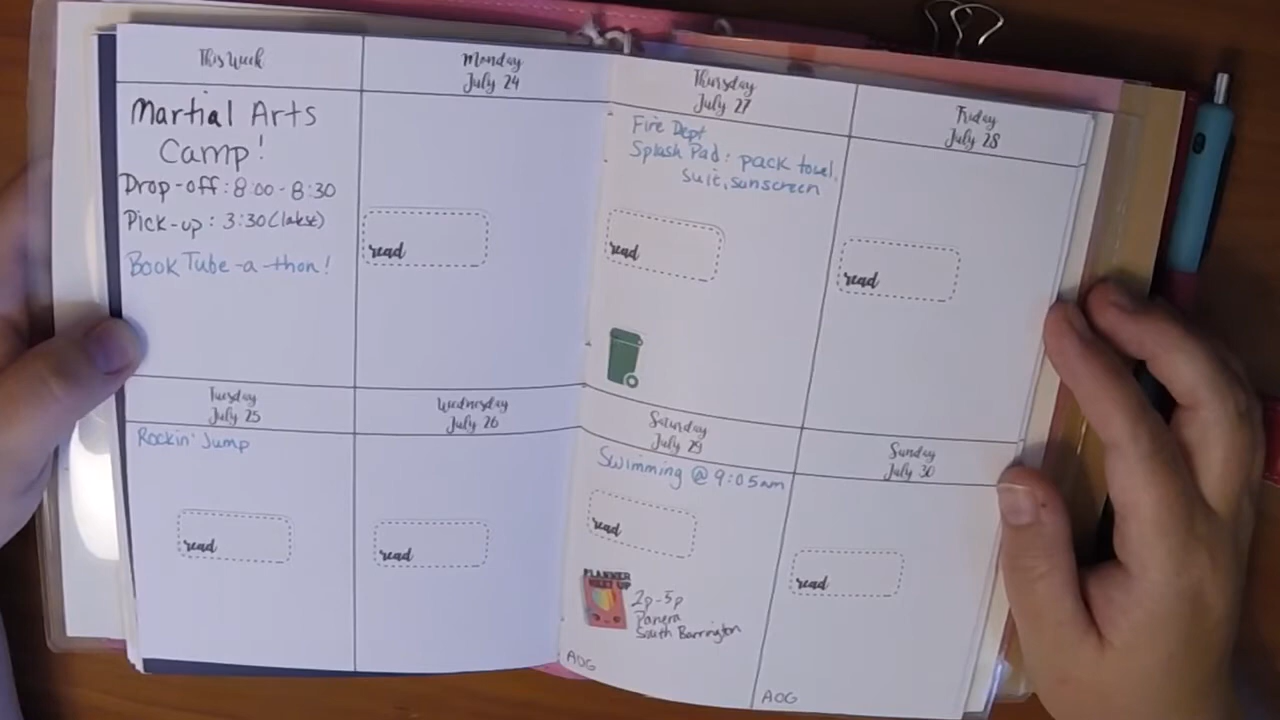 This Week
Martial Arts
Camp!
Drop-off: 8:00-8:30
Pick-up: 3:30 (latest)
BookTube-a-thon!
Monday
July 24
read
Tuesday
July 25
Rockin' Jump
read
Wednesday
July 26
read
Thursday
July 27
Fire Dept
Splash Pad: pack towel,
suit, sunscreen
read
Friday
July 28
read
Saturday
July 29
Swimming @ 9:05am
read
PLANNER
MEET UP
2p-5p
Panera
South Barrington
AOG
Sunday
July 30
read
AOG